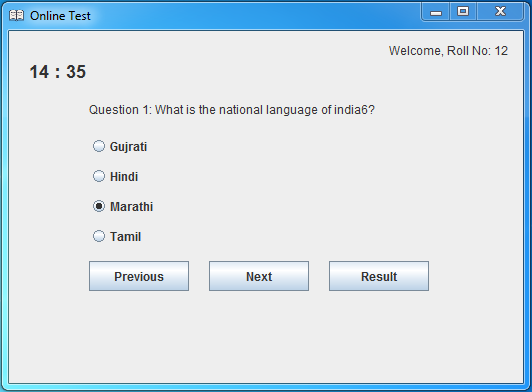 Online Test
Welcome, Roll No: 12
14 : 35
Question 1: What is the national language of india6?
Gujrati
Hindi
Marathi
Tamil
Previous Next Result